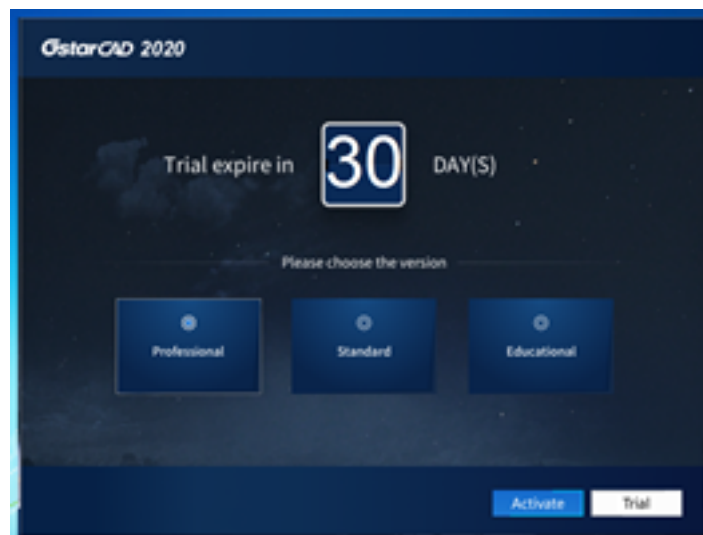 GstarCAD 2020
Trial expire in 30 DAY(S)
Please choose the version
Professional
Standard
Educational
Activate
Trial